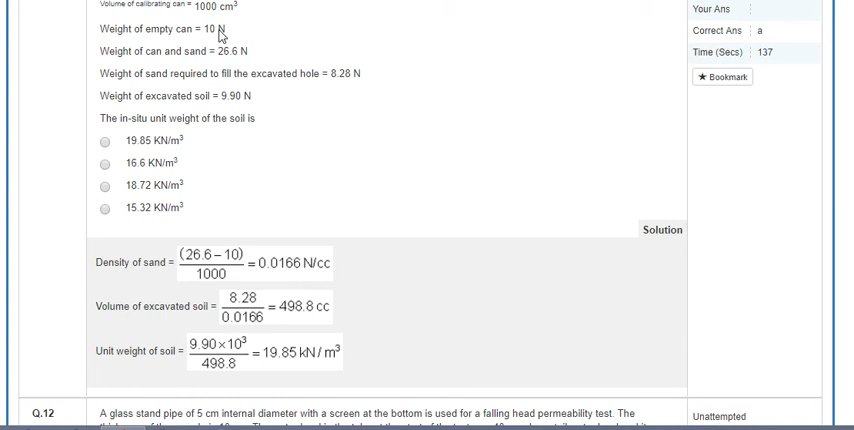 Volume of calibrating can = 1000 cm³
Your Ans
Weight of empty can = 10 N
Correct Ans a
Weight of can and sand = 26.6 N
Time (Secs) 137
Weight of sand required to fill the excavated hole = 8.28 N
★ Bookmark
Weight of excavated soil = 9.90 N
The in-situ unit weight of the soil is
19.85 KN/m³
16.6 KN/m³
18.72 KN/m³
15.32 KN/m³
Solution
Density of sand = (26.6 – 10) / 1000 = 0.0166 N/cc
Volume of excavated soil = 8.28 / 0.0166 = 498.8 cc
Unit weight of soil = 9.90 × 10³ / 498.8 = 19.85 kN / m³
Q.12 A glass stand pipe of 5 cm internal diameter with a screen at the bottom is used for a falling head permeability test. The
Unattempted